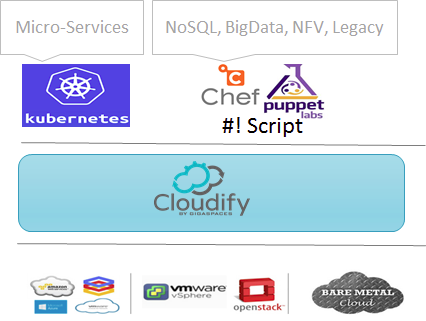 Micro-Services
NoSQL, BigData, NFV, Legacy
kubernetes
Chef
puppet
labs
#! Script
Cloudify
BY GIGASPACES
amazon
vmware
vSphere
openstack
BARE METAL
Cloud